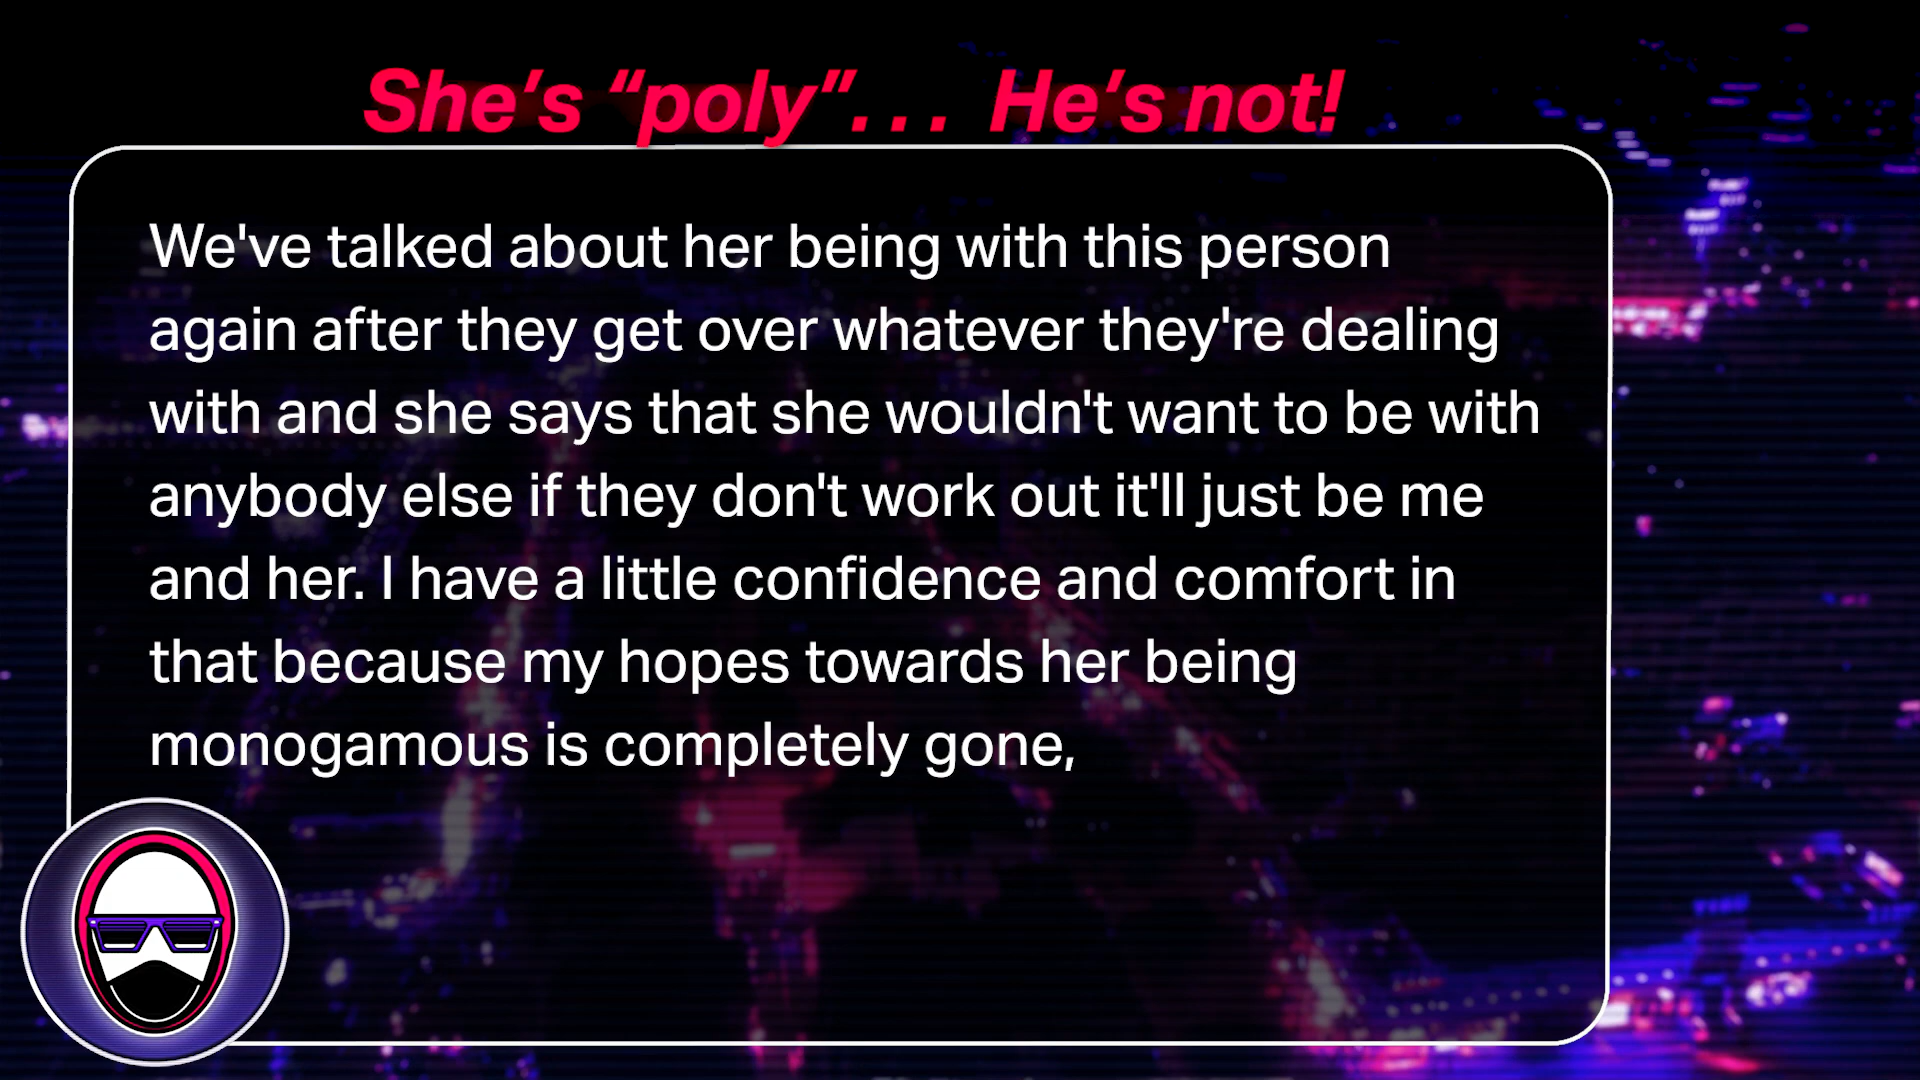 She’s “poly”... He’s not!
We've talked about her being with this person
again after they get over whatever they're dealing
with and she says that she wouldn't want to be with
anybody else if they don't work out it'll just be me
and her. I have a little confidence and comfort in
that because my hopes towards her being
monogamous is completely gone,